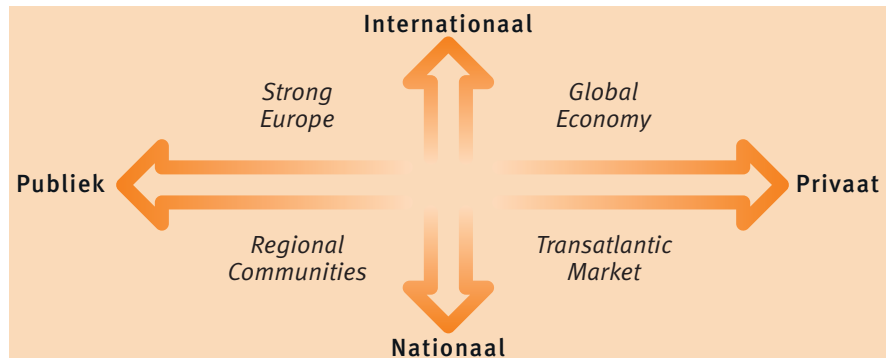 Internationaal
Strong
Europe
Global
Economy
Publiek
Privaat
Regional
Communities
Transatlantic
Market
Nationaal